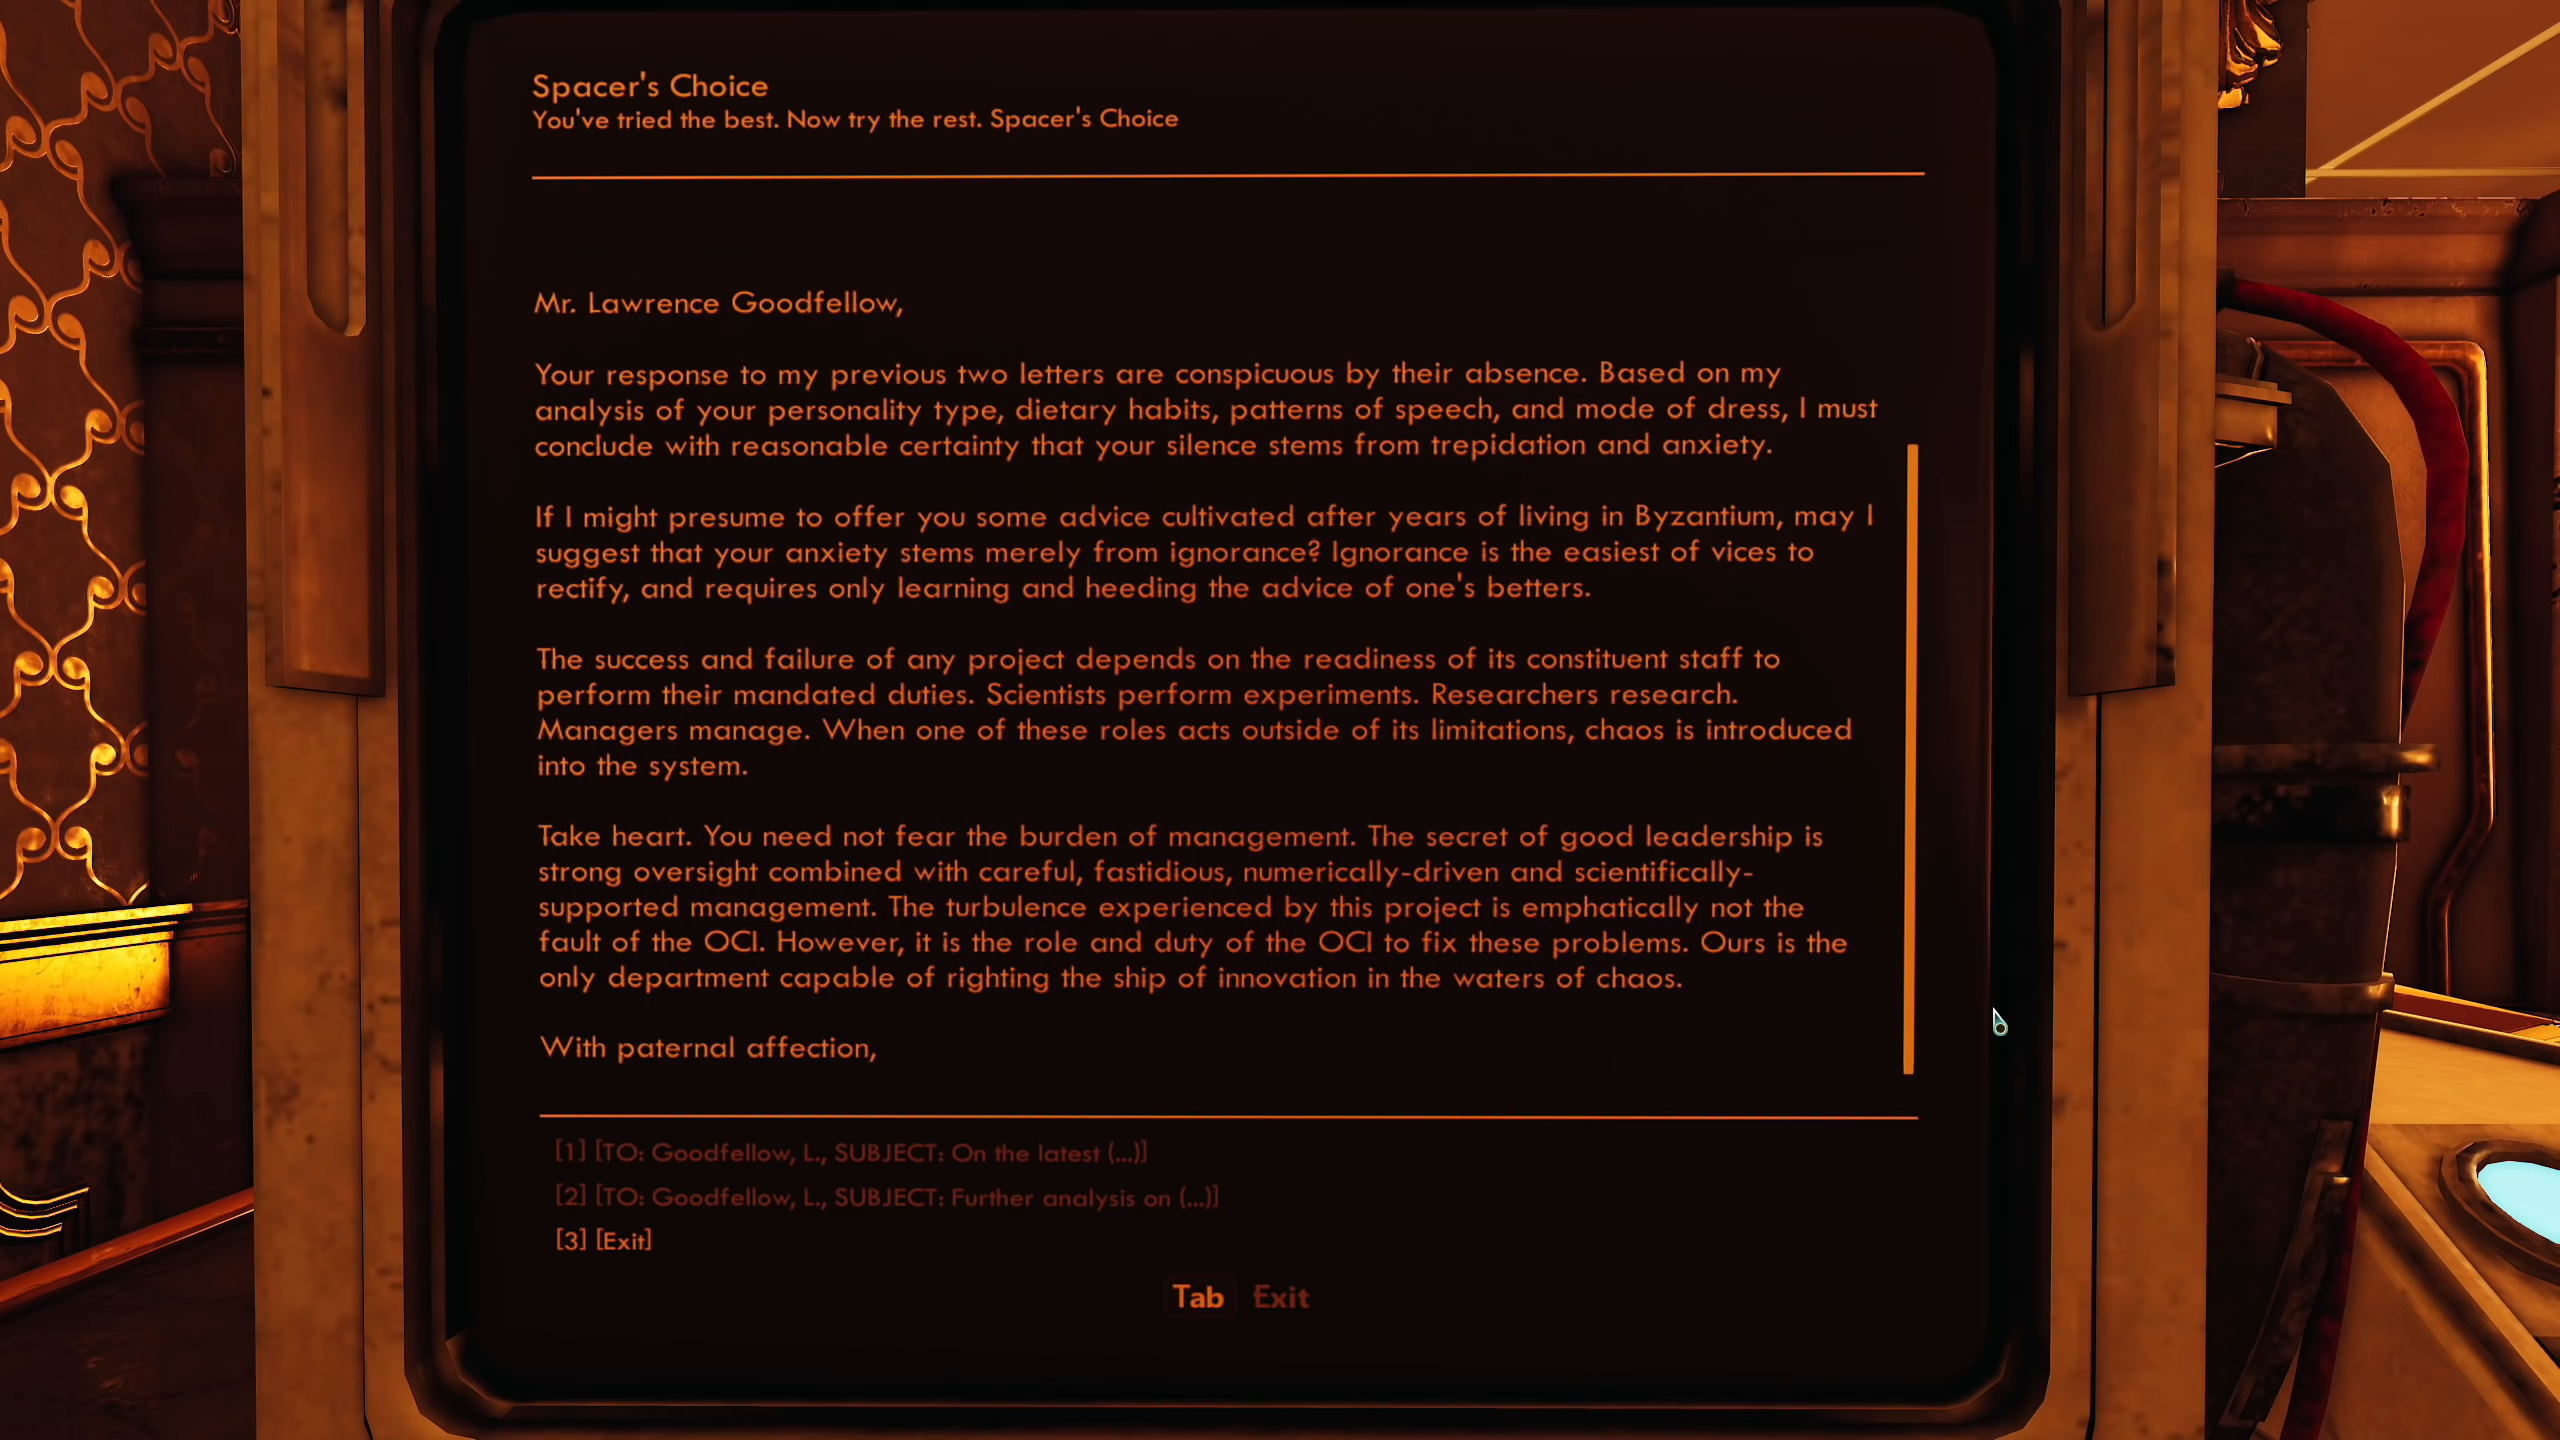 Spacer's Choice
You've tried the best. Now try the rest. Spacer's Choice
Mr. Lawrence Goodfellow,
Your response to my previous two letters are conspicuous by their absence. Based on my
analysis of your personality type, dietary habits, patterns of speech, and mode of dress, I must
conclude with reasonable certainty that your silence stems from trepidation and anxiety.
If I might presume to offer you some advice cultivated after years of living in Byzantium, may I
suggest that your anxiety stems merely from ignorance? Ignorance is the easiest of vices to
rectify, and requires only learning and heeding the advice of one's betters.
The success and failure of any project depends on the readiness of its constituent staff to
perform their mandated duties. Scientists perform experiments. Researchers research.
Managers manage. When one of these roles acts outside of its limitations, chaos is introduced
into the system.
Take heart. You need not fear the burden of management. The secret of good leadership is
strong oversight combined with careful, fastidious, numerically-driven and scientifically-
supported management. The turbulence experienced by this project is emphatically not the
fault of the OCI. However, it is the role and duty of the OCI to fix these problems. Ours is the
only department capable of righting the ship of innovation in the waters of chaos.
With paternal affection,
[1] [TO: Goodfellow, L., SUBJECT: On the latest (...)]
[2] [TO: Goodfellow, L., SUBJECT: Further analysis on (...)]
[3] [Exit]
Tab Exit